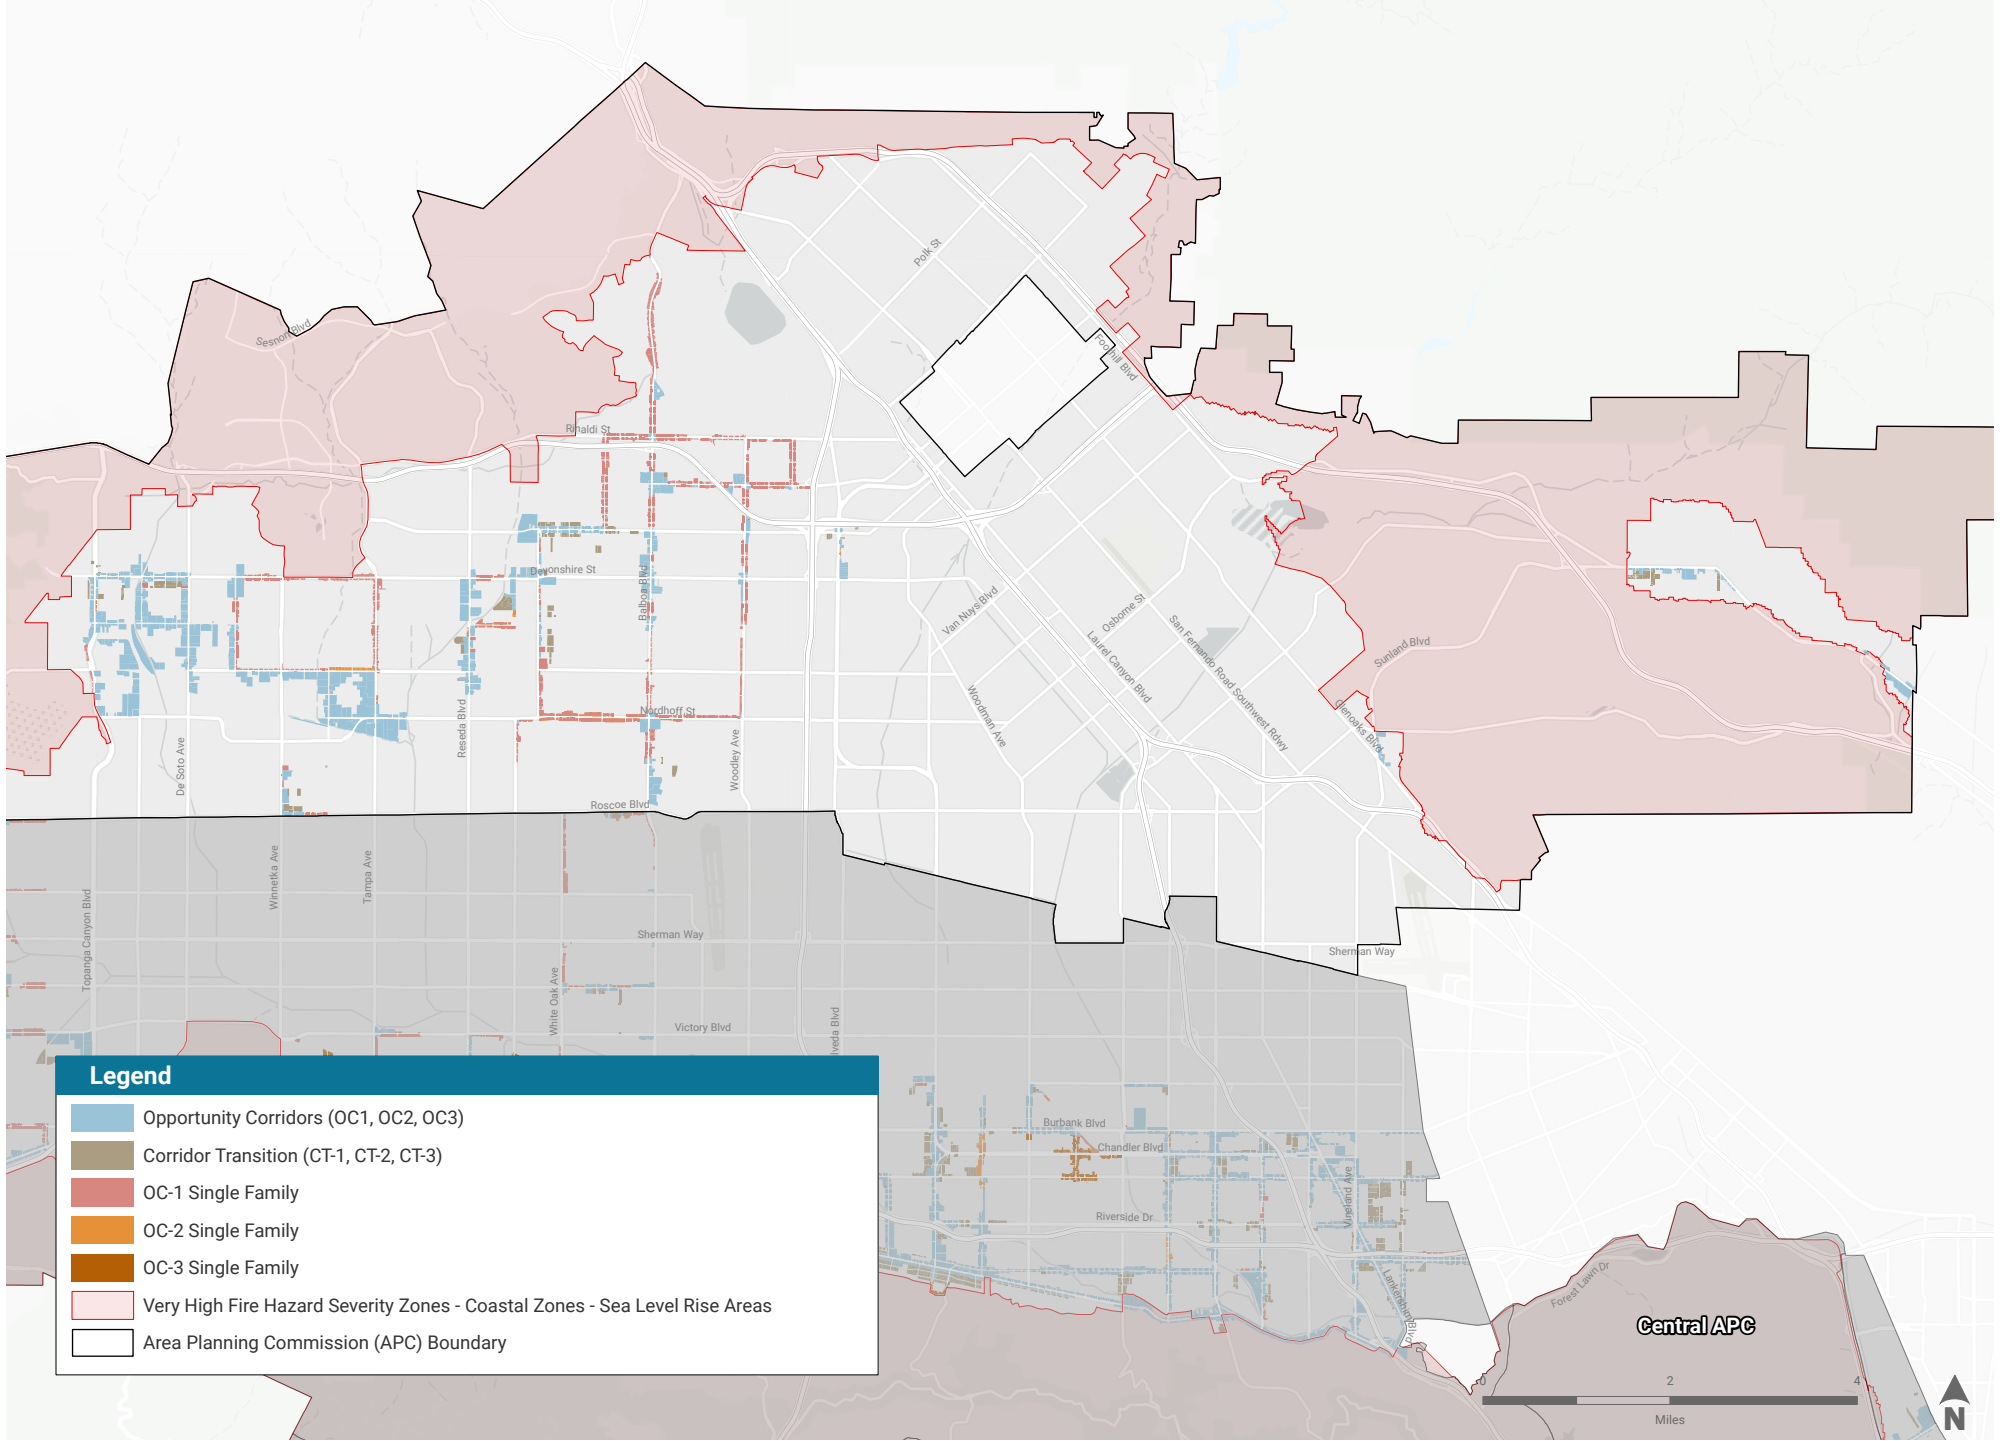 Polk St
Sesnon Blvd
Foothill Blvd
Rinaldi St
Devonshire St
Balboa Blvd
Van Nuys Blvd
Osborne St
Laurel Canyon Blvd
San Fernando Road Southwest Rdwy
Sunland Blvd
Woodman Ave
Glenoaks Blvd
Nordhoff St
Reseda Blvd
De Soto Ave
Woodley Ave
Roscoe Blvd
Winnetka Ave
Tampa Ave
Topanga Canyon Blvd
Sherman Way
Sherman Way
White Oak Ave
Victory Blvd
lveda Blvd
Legend
Opportunity Corridors (OC1, OC2, OC3)
Corridor Transition (CT-1, CT-2, CT-3)
OC-1 Single Family
OC-2 Single Family
OC-3 Single Family
Very High Fire Hazard Severity Zones - Coastal Zones - Sea Level Rise Areas
Area Planning Commission (APC) Boundary
Burbank Blvd
Chandler Blvd
Vineland Ave
Riverside Dr
Lankershim Blvd
Forest Lawn Dr
Central APC
0 2 4
Miles
N